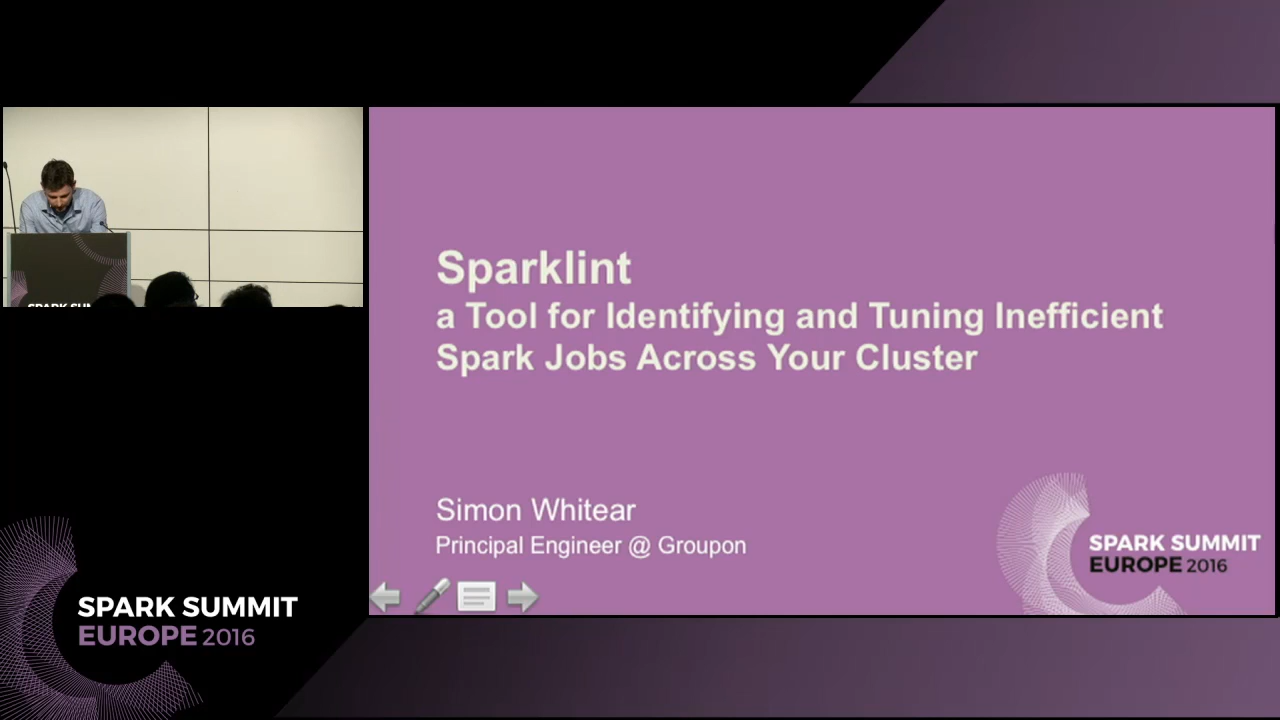 Sparklint
a Tool for Identifying and Tuning Inefficient
Spark Jobs Across Your Cluster
Simon Whitear
Principal Engineer @ Groupon
SPARK SUMMIT
EUROPE 2016
SPARK SUMMIT
EUROPE 2016